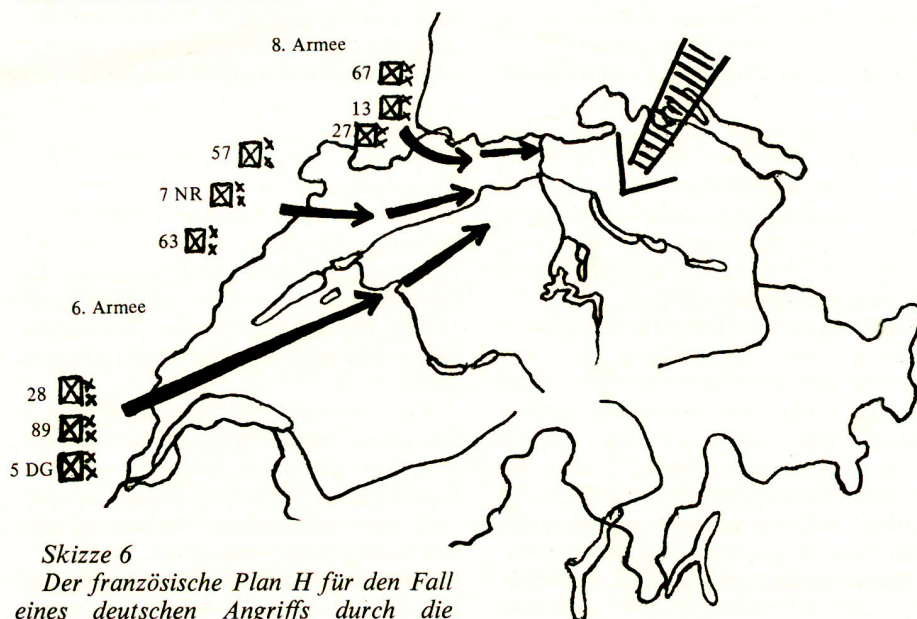 8. Armee
67
13
27
57
7 NR
63
6. Armee
28
89
5 DG
Skizze 6
Der französische Plan H für den Fall
eines deutschen Angriffs durch die